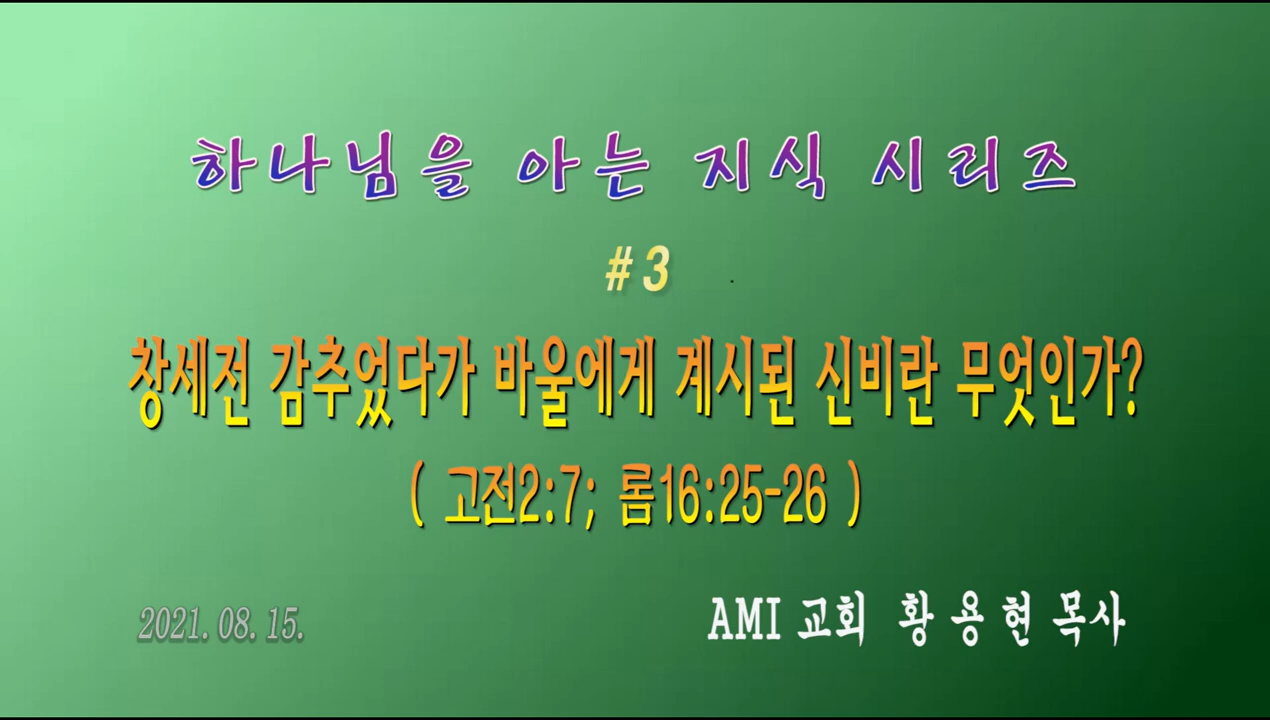 하나님을 아는 지식 시리즈
#3
창세전 감추었다가 바울에게 계시된 신비란 무엇인가?
( 고전2:7; 롬16:25-26 )
2021. 08. 15.
AMI 교회 황용현 목사